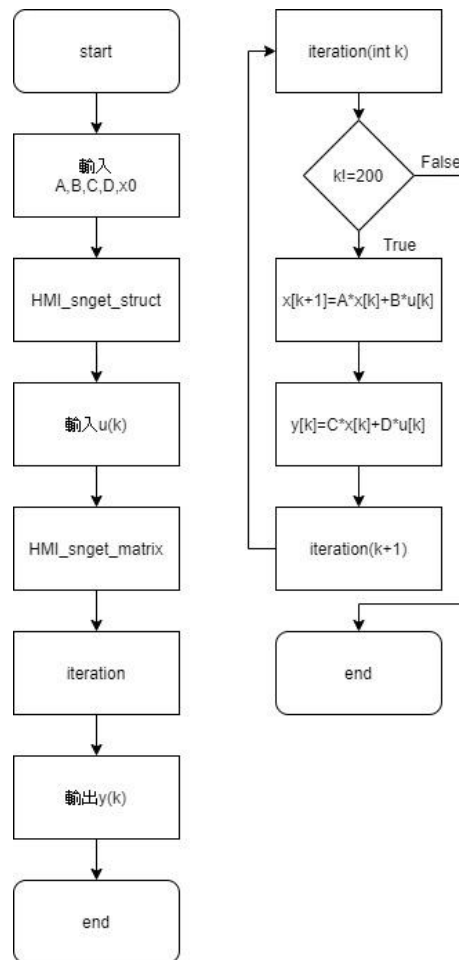 start
輸入
A,B,C,D,x0
HMI_snget_struct
輸入u(k)
HMI_snget_matrix
iteration
輸出y(k)
end
iteration(int k)
k!=200
False
True
x[k+1]=A*x[k]+B*u[k]
y[k]=C*x[k]+D*u[k]
iteration(k+1)
end